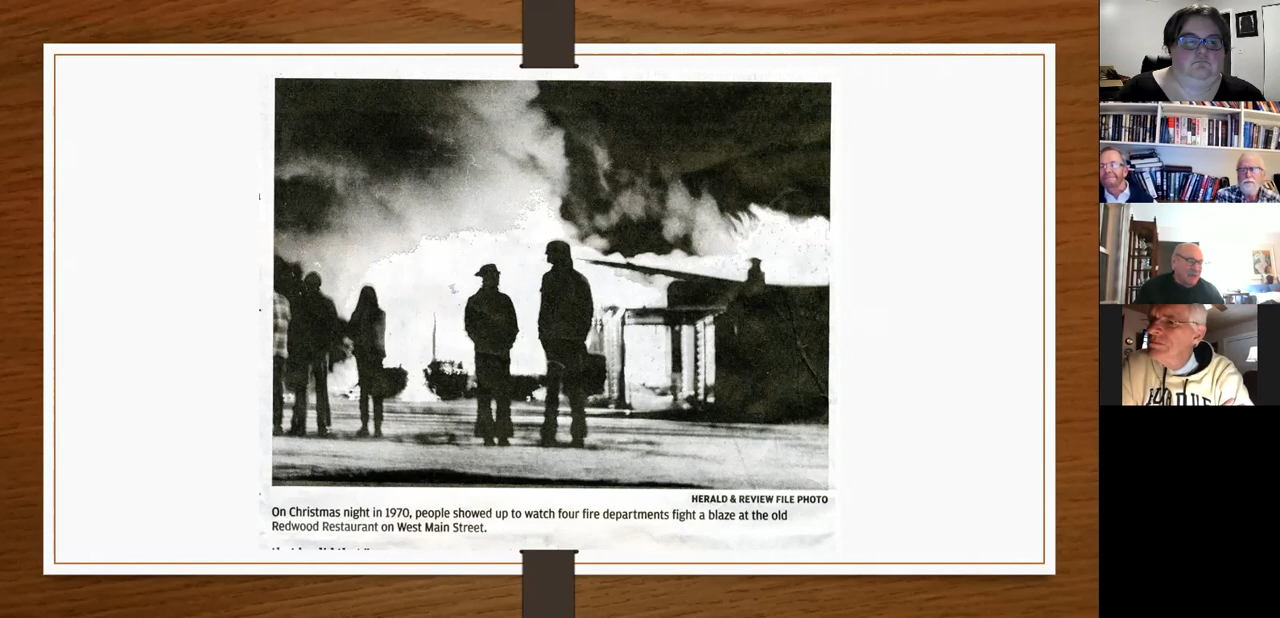 HERALD & REVIEW FILE PHOTO
On Christmas night in 1970, people showed up to watch four fire departments fight a blaze at the old
Redwood Restaurant on West Main Street.